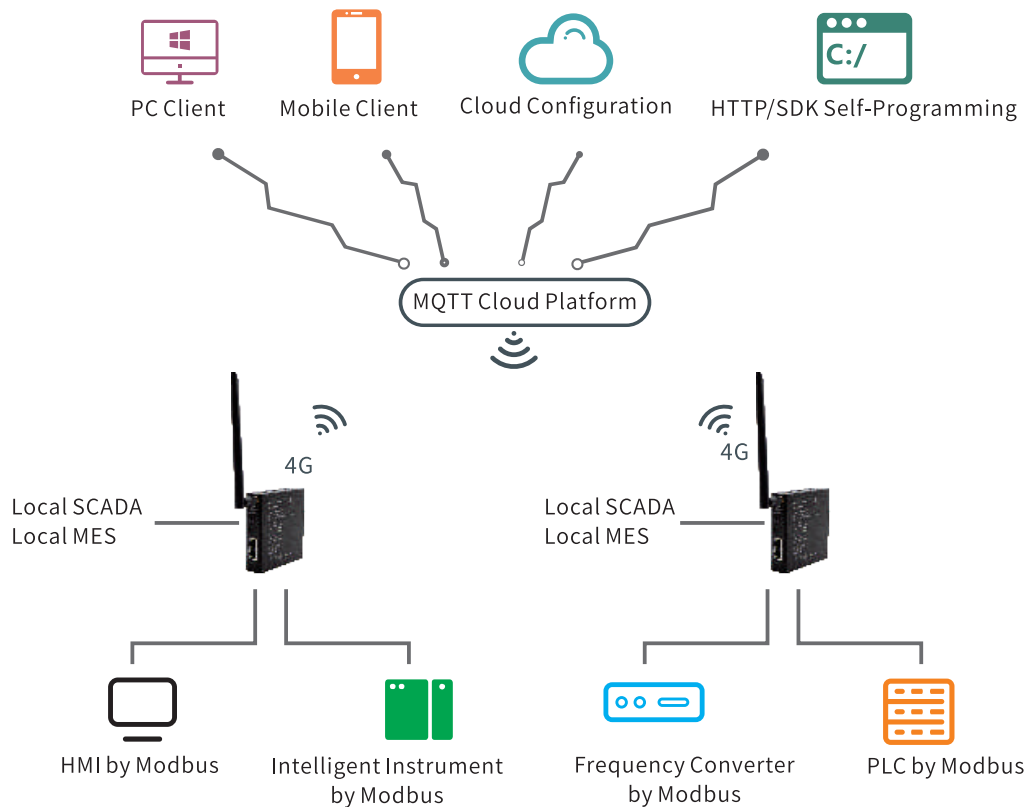 C:/
PC Client
Mobile Client
Cloud Configuration
HTTP/SDK Self-Programming
MQTT Cloud Platform
4G
4G
Local SCADA
Local MES
Local SCADA
Local MES
HMI by Modbus
Intelligent Instrument
by Modbus
Frequency Converter
by Modbus
PLC by Modbus